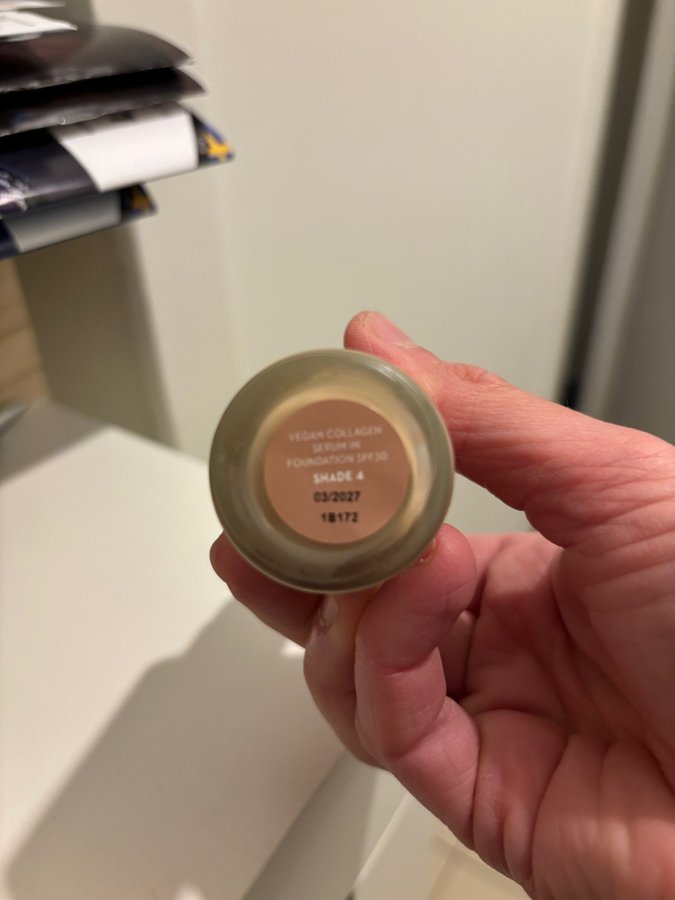 VEGAN COLLAGEN
SERUM IN
FOUNDATION SPF30
SHADE 4
03/2027
1B172